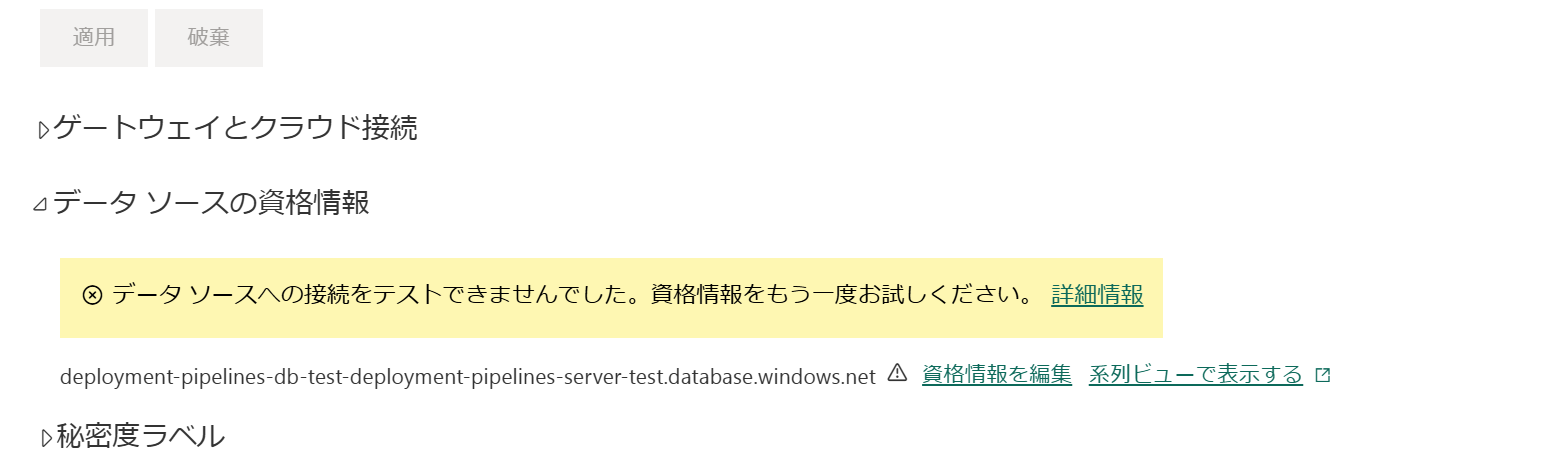 適用 破棄
ゲートウェイとクラウド接続
データ ソースの資格情報
データ ソースへの接続をテストできませんでした。資格情報をもう一度お試しください。 詳細情報
deployment-pipelines-db-test-deployment-pipelines-server-test.database.windows.net 資格情報を編集 系列ビューで表示する
秘密度ラベル